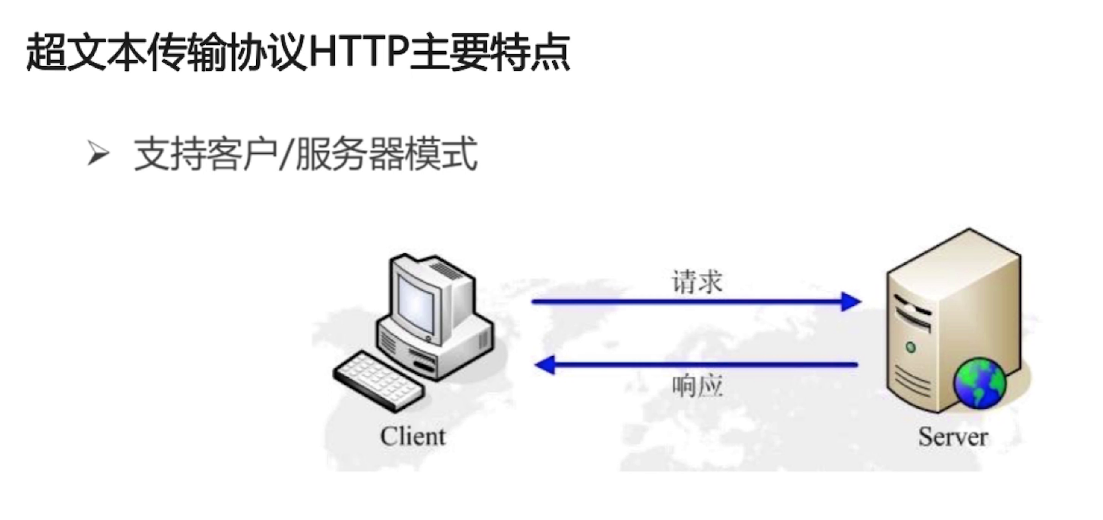 超文本传输协议HTTP主要特点
➢ 支持客户/服务器模式
请求
响应
Client
Server